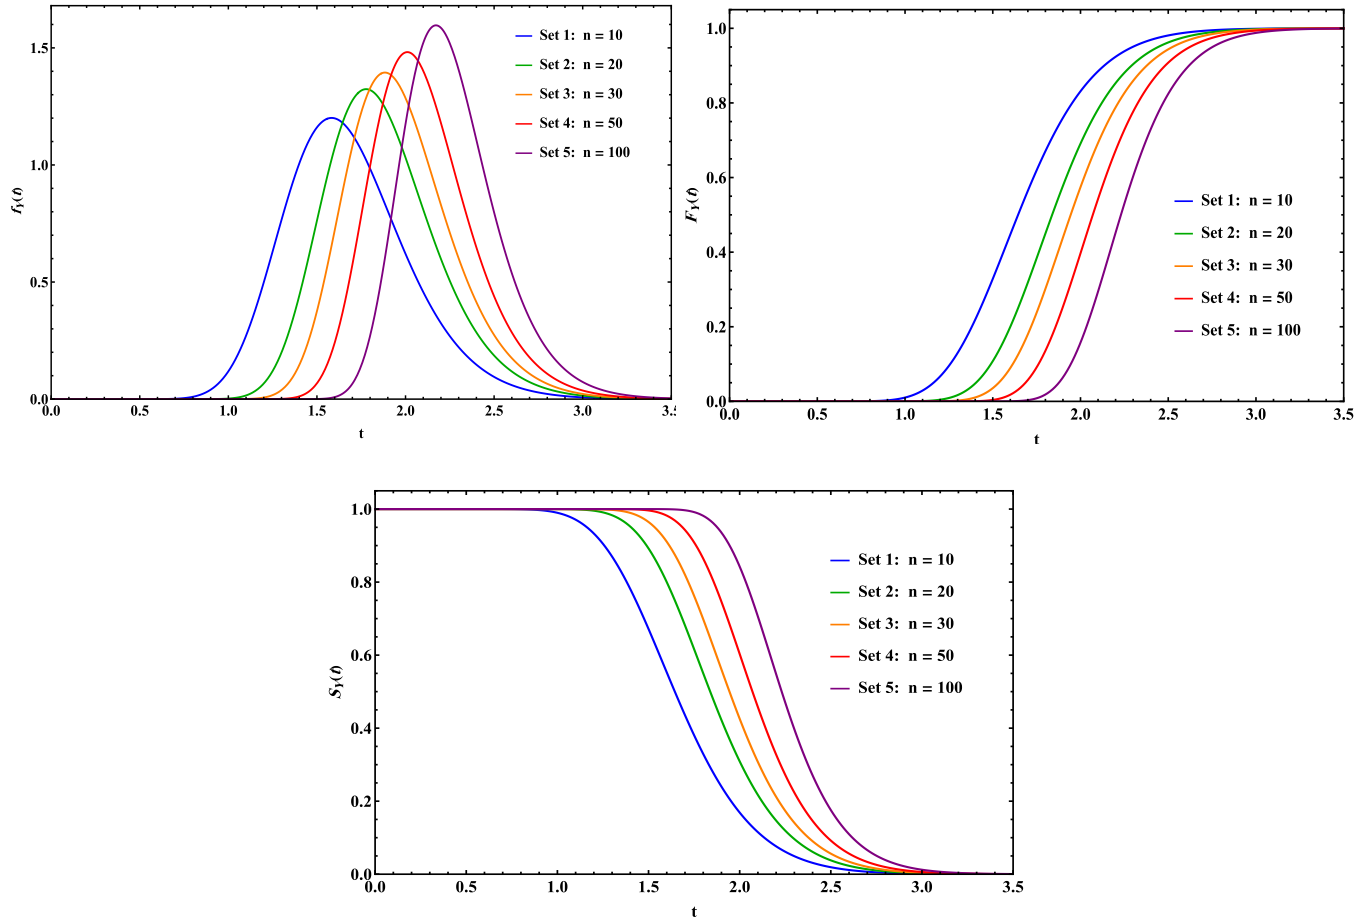 f_Y(t)
1.5
1.0
0.5
0.0
0.0 0.5 1.0 1.5 2.0 2.5 3.0 3.5
t
Set 1: n = 10
Set 2: n = 20
Set 3: n = 30
Set 4: n = 50
Set 5: n = 100
F_Y(t)
1.0
0.8
0.6
0.4
0.2
0.0
0.0 0.5 1.0 1.5 2.0 2.5 3.0 3.5
t
Set 1: n = 10
Set 2: n = 20
Set 3: n = 30
Set 4: n = 50
Set 5: n = 100
S_Y(t)
1.0
0.8
0.6
0.4
0.2
0.0
0.0 0.5 1.0 1.5 2.0 2.5 3.0 3.5
t
Set 1: n = 10
Set 2: n = 20
Set 3: n = 30
Set 4: n = 50
Set 5: n = 100